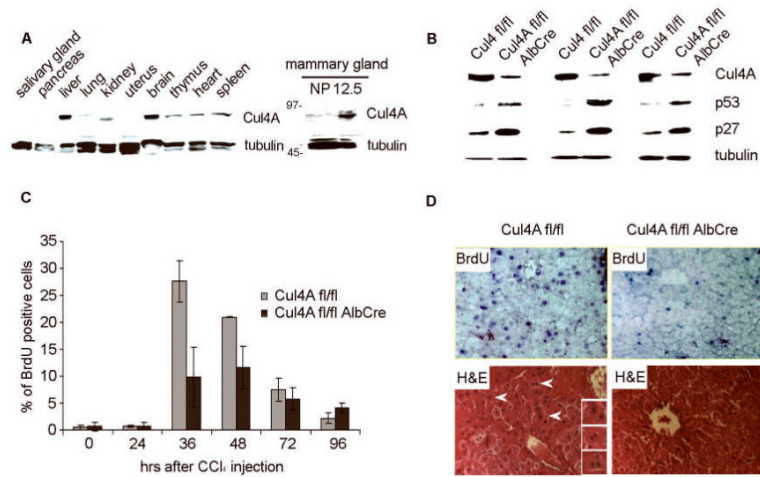 A
salivary gland
pancreas
liver
lung
kidney
uterus
brain
thymus
heart
spleen
Cul4A
tubulin
mammary gland
NP 12.5
97-
45-
Cul4A
tubulin
B
Cul4 fl/fl
Cul4A fl/fl
AlbCre
Cul4 fl/fl
Cul4A fl/fl
AlbCre
Cul4 fl/fl
Cul4A fl/fl
AlbCre
Cul4A
p53
p27
tubulin
C
% of BrdU positive cells
40
35
30
25
20
15
10
5
0
Cul4A fl/fl
Cul4A fl/fl AlbCre
0 24 36 48 72 96
hrs after CCl₄ injection
D
Cul4A fl/fl Cul4A fl/fl AlbCre
BrdU BrdU
H&E H&E